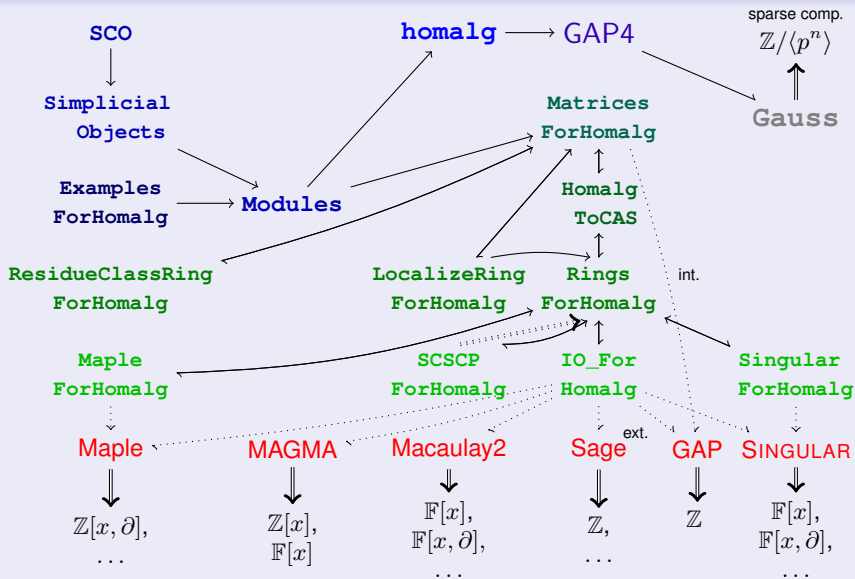 sparse comp.
SCO
homalg
GAP4
ℤ/⟨pⁿ⟩
Simplicial
Objects
Matrices
ForHomalg
Gauss
Examples
ForHomalg
Modules
Homalg
ToCAS
ResidueClassRing
ForHomalg
LocalizeRing
ForHomalg
Rings
ForHomalg
int.
Maple
ForHomalg
SCSCP
ForHomalg
IO_For
Homalg
Singular
ForHomalg
ext.
Maple
MAGMA
Macaulay2
Sage
GAP
SINGULAR
ℤ[x, ∂],
...
ℤ[x],
𝔽[x]
𝔽[x],
𝔽[x, ∂],
...
ℤ,
...
ℤ
𝔽[x],
𝔽[x, ∂],
...